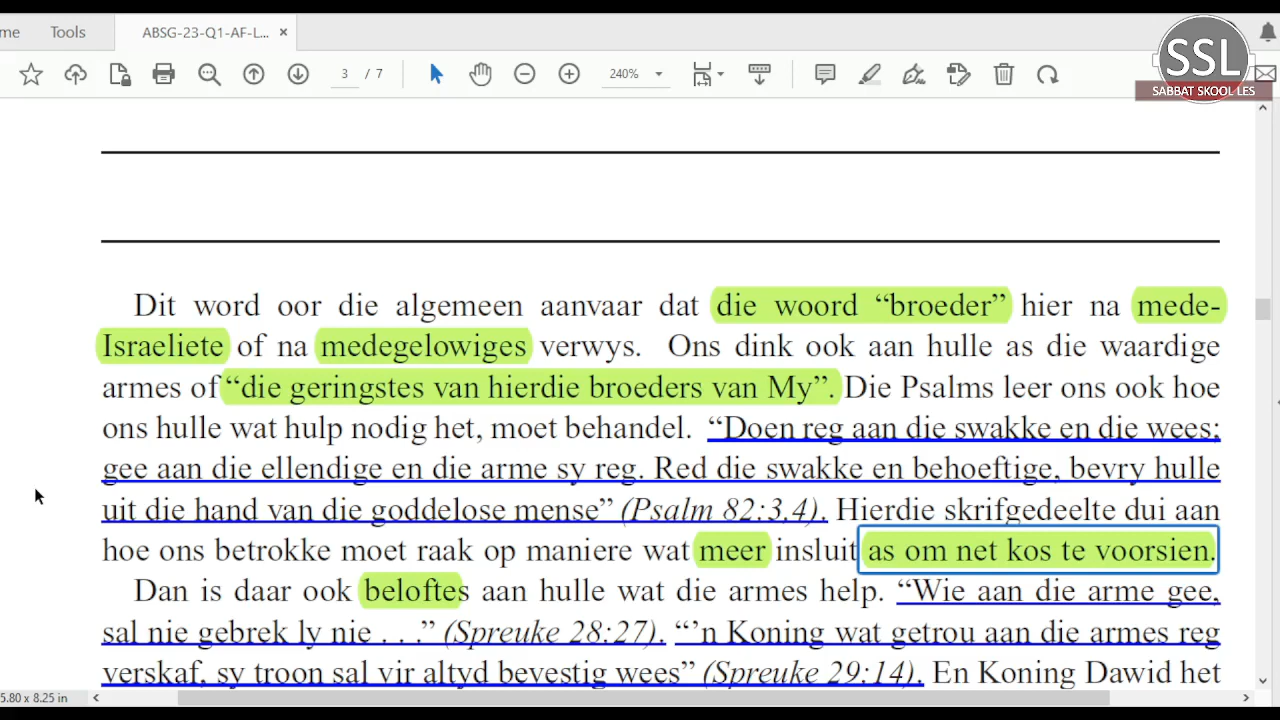 me Tools ABSG-23-Q1-AF-L... ×
SSL
SABBAT SKOOL LES
3 / 7 240%
Dit word oor die algemeen aanvaar dat die woord “broeder” hier na mede-
Israeliete of na medegelowiges verwys. Ons dink ook aan hulle as die waardige
armes of “die geringstes van hierdie broeders van My”. Die Psalms leer ons ook hoe
ons hulle wat hulp nodig het, moet behandel. “Doen reg aan die swakke en die wees;
gee aan die ellendige en die arme sy reg. Red die swakke en behoeftige, bevry hulle
uit die hand van die goddelose mense” (Psalm 82:3,4). Hierdie skrifgedeelte dui aan
hoe ons betrokke moet raak op maniere wat meer insluit as om net kos te voorsien.
Dan is daar ook beloftes aan hulle wat die armes help. “Wie aan die arme gee,
sal nie gebrek ly nie . . .” (Spreuke 28:27). “’n Koning wat getrou aan die armes reg
verskaf, sy troon sal vir altyd bevestig wees” (Spreuke 29:14). En Koning Dawid het
5.80 x 8.25 in